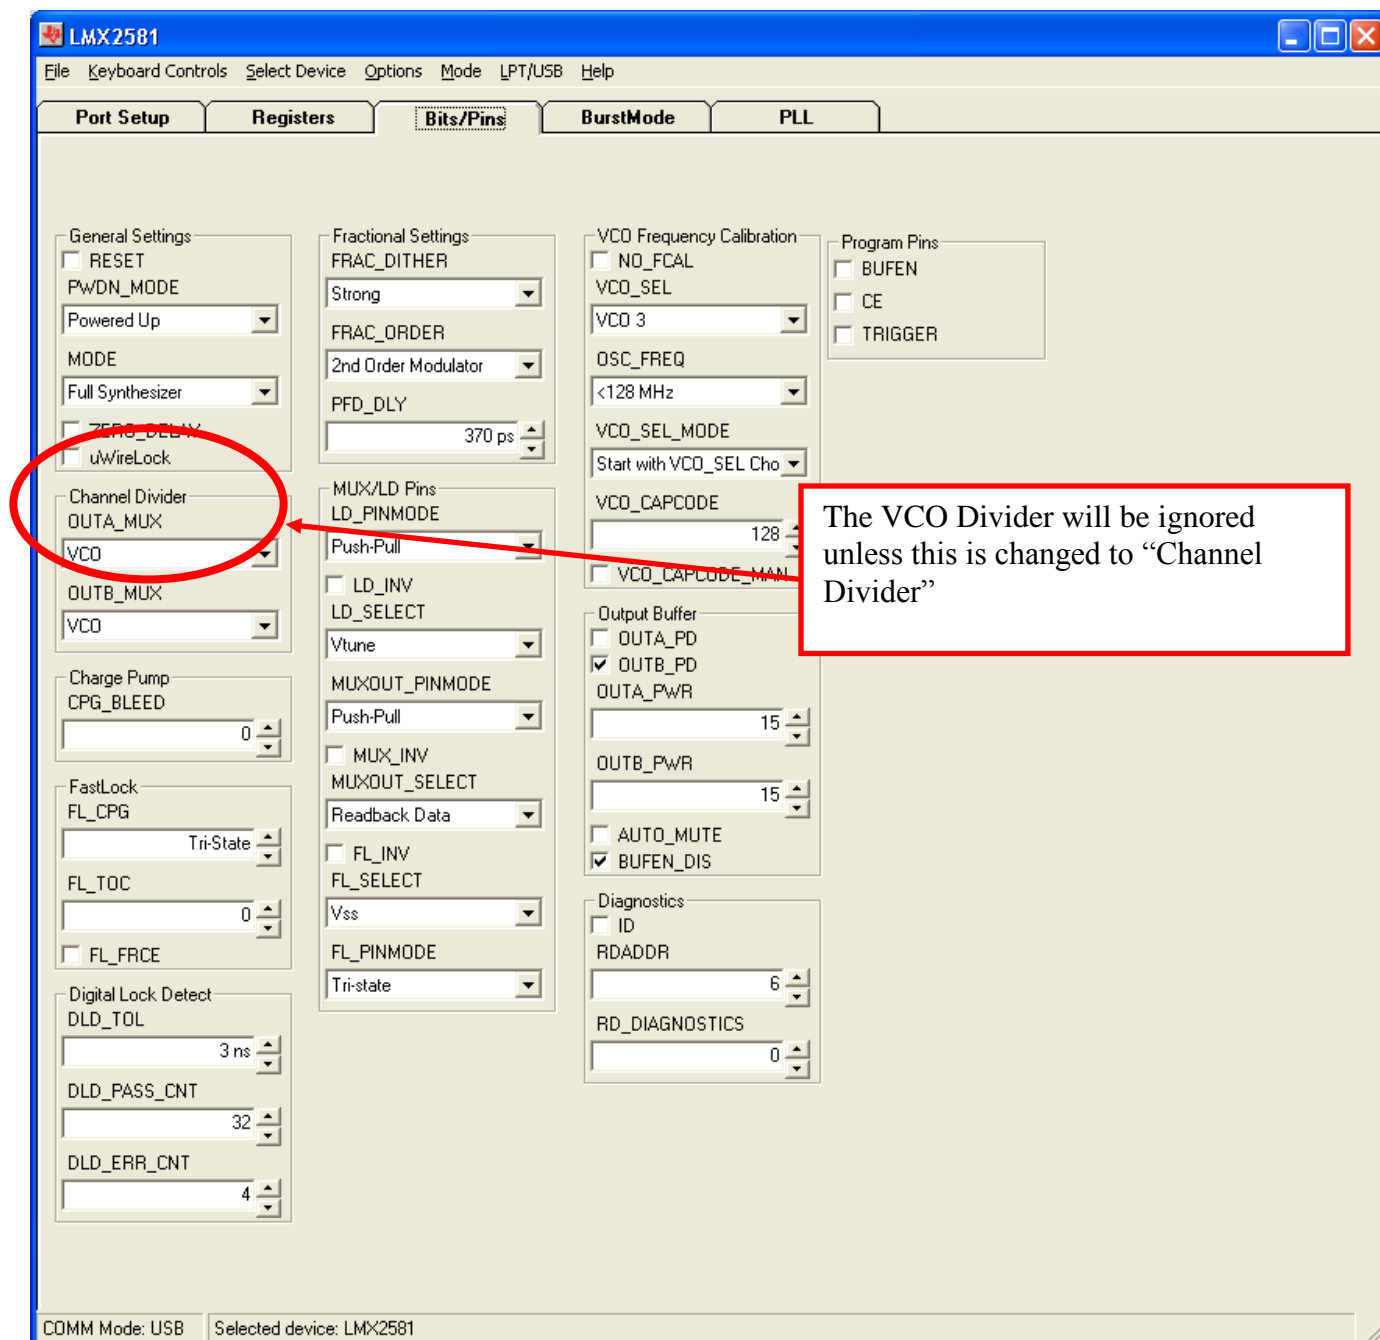 LMX2581
File Keyboard Controls Select Device Options Mode LPT/USB Help
Port Setup Registers Bits/Pins BurstMode PLL
General Settings
RESET
PWDN_MODE
Powered Up
MODE
Full Synthesizer
ZERO_DELAY
uWireLock
Channel Divider
OUTA_MUX
VCO
OUTB_MUX
VCO
Charge Pump
CPG_BLEED
0
FastLock
FL_CPG
Tri-State
FL_TOC
0
FL_FRCE
Digital Lock Detect
DLD_TOL
3 ns
DLD_PASS_CNT
32
DLD_ERR_CNT
4
Fractional Settings
FRAC_DITHER
Strong
FRAC_ORDER
2nd Order Modulator
PFD_DLY
370 ps
MUX/LD Pins
LD_PINMODE
Push-Pull
LD_INV
LD_SELECT
Vtune
MUXOUT_PINMODE
Push-Pull
MUX_INV
MUXOUT_SELECT
Readback Data
FL_INV
FL_SELECT
Vss
FL_PINMODE
Tri-state
VCO Frequency Calibration
NO_FCAL
VCO_SEL
VCO 3
OSC_FREQ
<128 MHz
VCO_SEL_MODE
Start with VCO_SEL Cho
VCO_CAPCODE
128
VCO_CAPCODE_MAN
Output Buffer
OUTA_PD
OUTB_PD
OUTA_PWR
15
OUTB_PWR
15
AUTO_MUTE
BUFEN_DIS
Diagnostics
ID
RDADDR
6
RD_DIAGNOSTICS
0
Program Pins
BUFEN
CE
TRIGGER
The VCO Divider will be ignored
unless this is changed to “Channel
Divider”
COMM Mode: USB Selected device: LMX2581